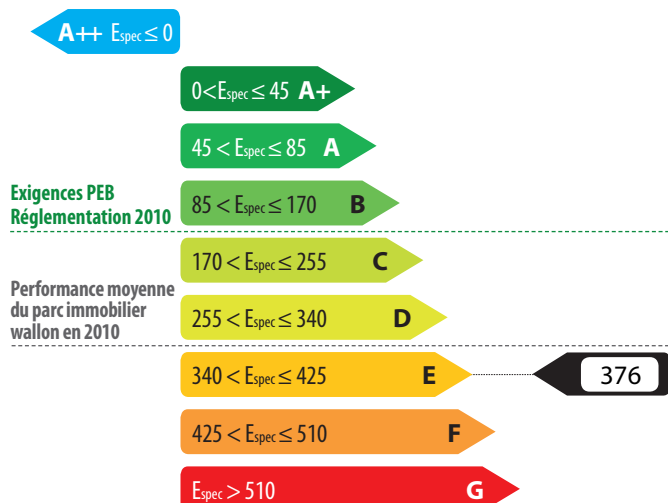 A++ Espec ≤ 0
0<Espec ≤ 45 A+
45 < Espec ≤ 85 A
Exigences PEB
Réglementation 2010
85 < Espec ≤ 170 B
170 < Espec ≤ 255 C
Performance moyenne
du parc immobilier
wallon en 2010
255 < Espec ≤ 340 D
340 < Espec ≤ 425 E
376
425 < Espec ≤ 510 F
Espec > 510 G